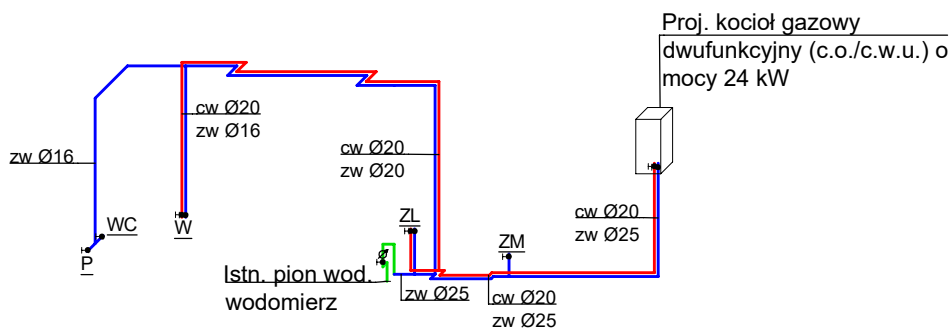 Proj. kocioł gazowy
dwufunkcyjny (c.o./c.w.u.) o
mocy 24 kW
cw Ø20
zw Ø16
zw Ø16
cw Ø20
zw Ø20
cw Ø20
zw Ø25
WC
P
W
ZL
ZM
Istn. pion wod.
wodomierz
zw Ø25
cw Ø20
zw Ø25